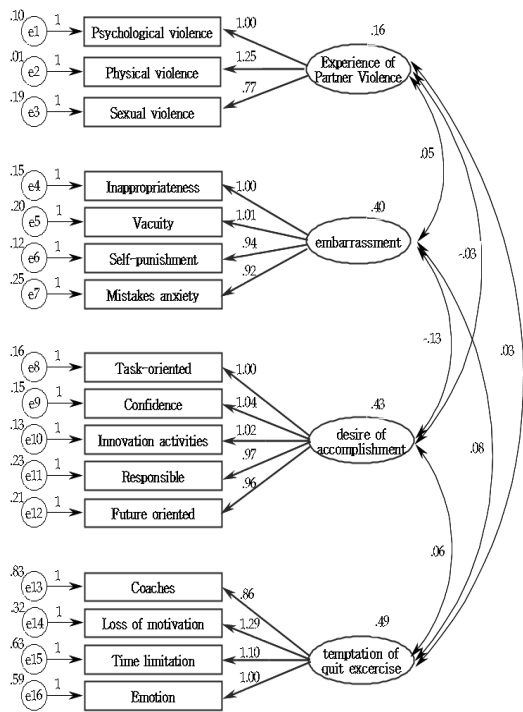 .10 1 e1 Psychological violence 1.00 .16
.01 1 e2 Physical violence 1.25 Experience of
Partner Violence
.19 1 e3 Sexual violence .77
.05
.15 1 e4 Inappropriateness 1.00 .40
.20 1 e5 Vacuity 1.01
embarrassment
.12 1 e6 Self-punishment .94
-.03
.25 1 e7 Mistakes anxiety .92
-.13
.03
.16 1 e8 Task-oriented 1.00
.15 1 e9 Confidence 1.04 .43
.13 1 e10 Innovation activities 1.02 desire of
accomplishment
.08
.23 1 e11 Responsible .97
.21 1 e12 Future oriented .96
.06
.83 1 e13 Coaches .86
.32 1 e14 Loss of motivation 1.29 .49
.63 1 e15 Time limitation 1.10 temptation of
quit excercise
.59 1 e16 Emotion 1.00